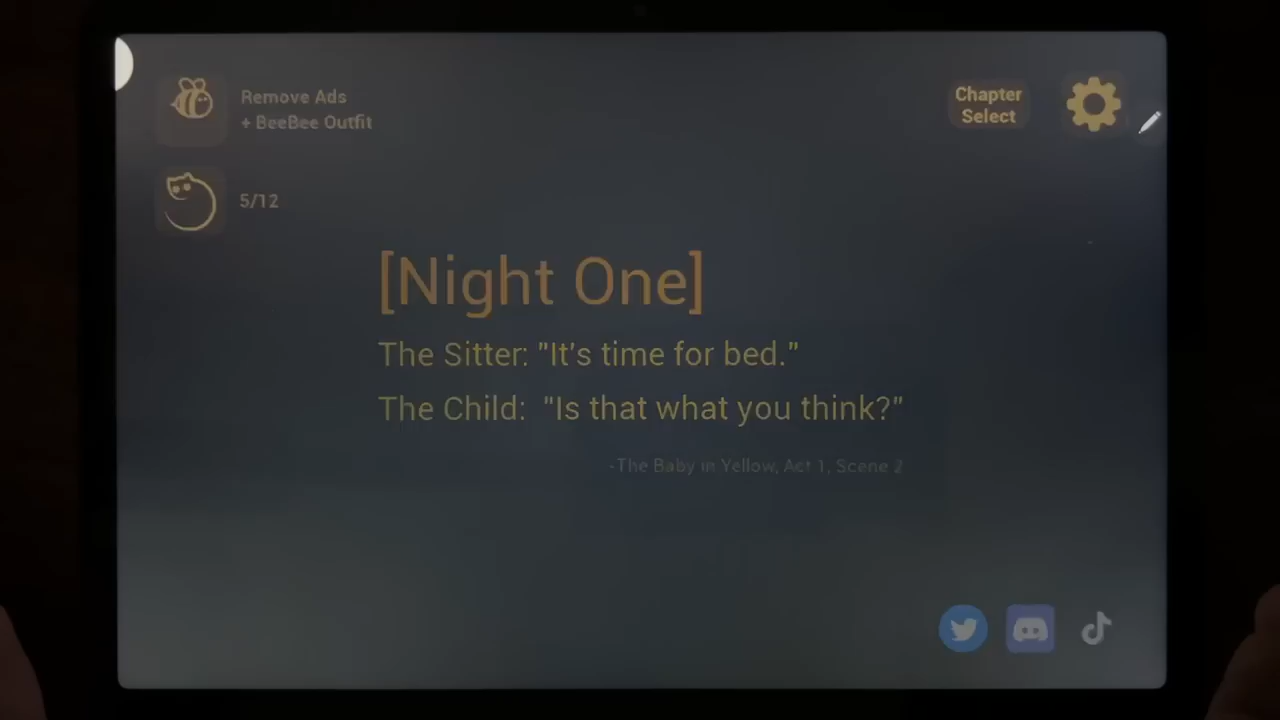 Remove Ads
+ BeeBee Outfit
Chapter
Select
5/12
[Night One]
The Sitter: "It's time for bed."
The Child: "Is that what you think?"
-The Baby in Yellow, Act 1, Scene 2